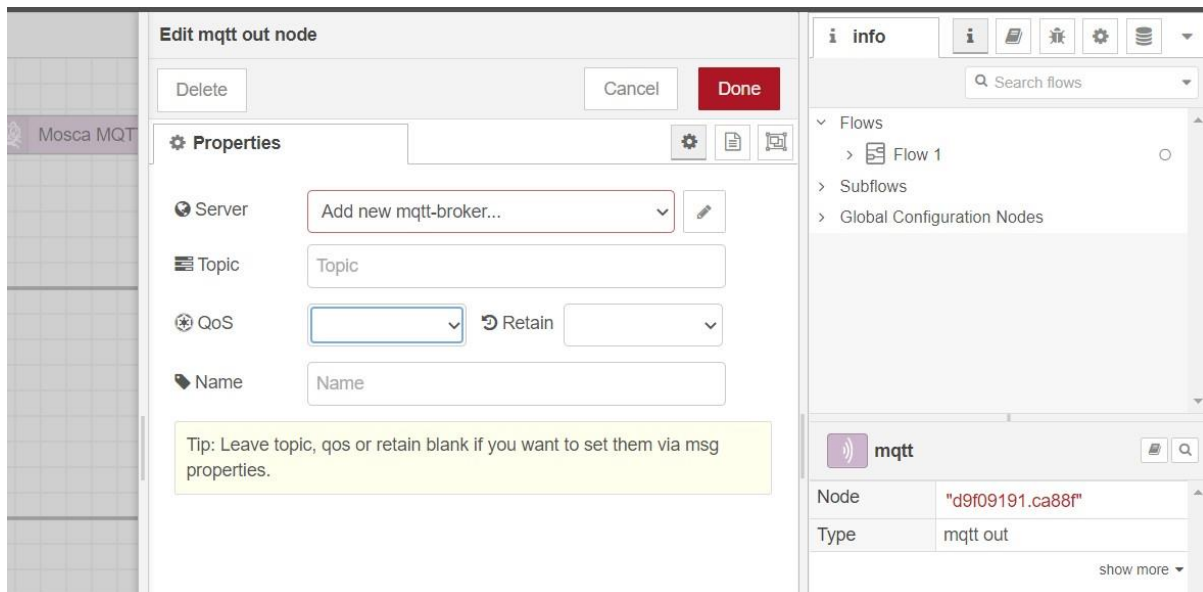 Edit mqtt out node
Delete
Cancel
Done
Mosca MQT
Properties
Server
Add new mqtt-broker...
Topic
Topic
QoS
Retain
Name
Name
Tip: Leave topic, qos or retain blank if you want to set them via msg
properties.
i info
i
Search flows
Flows
Flow 1
Subflows
Global Configuration Nodes
mqtt
Node "d9f09191.ca88f"
Type mqtt out
show more